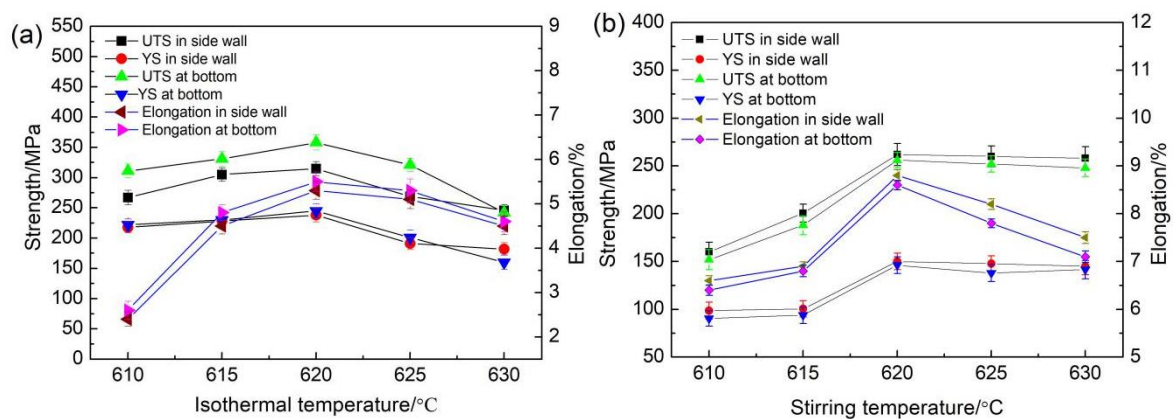 (a)
550
500
450
400
350
300
250
200
150
100
50
0
Strength/MPa
UTS in side wall
YS in side wall
UTS at bottom
YS at bottom
Elongation in side wall
Elongation at bottom
9
8
7
6
5
4
3
2
Elongation/%
610 615 620 625 630
Isothermal temperature/°C
(b)
400
350
300
250
200
150
100
50
Strength/MPa
UTS in side wall
YS in side wall
UTS at bottom
YS at bottom
Elongation in side wall
Elongation at bottom
12
11
10
9
8
7
6
5
Elongation/%
610 615 620 625 630
Stirring temperature/°C